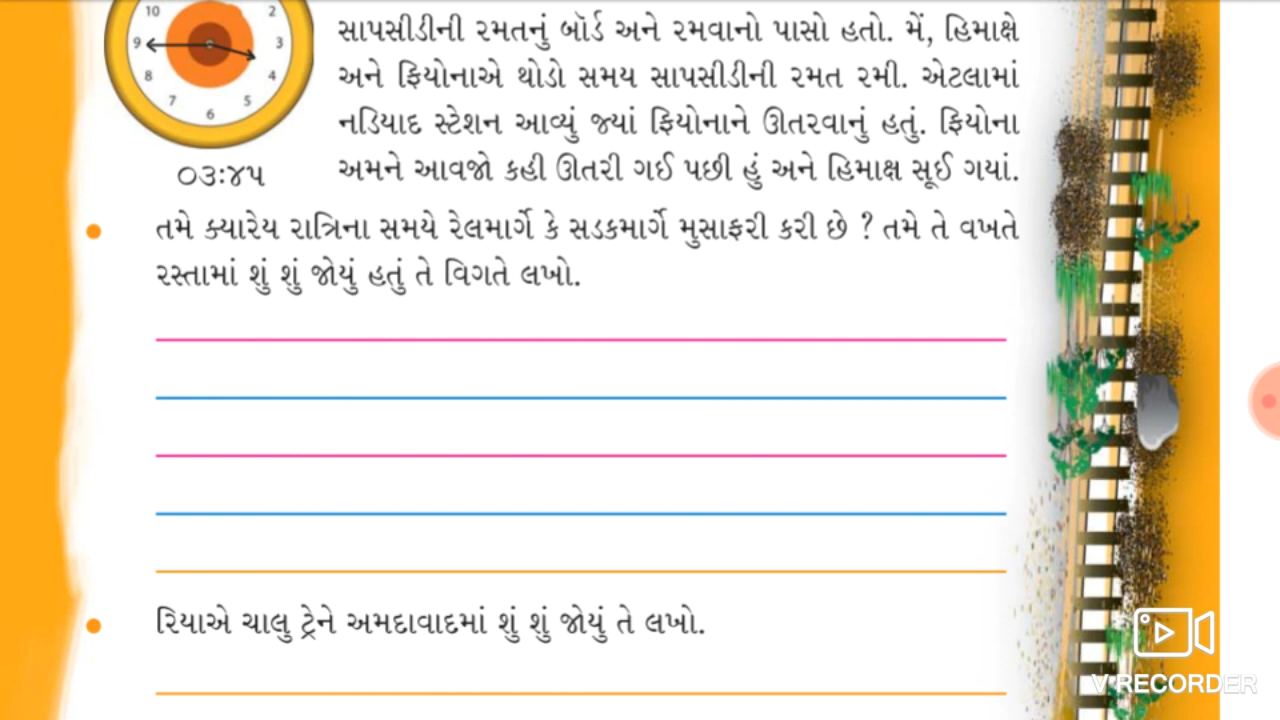 10 2
9 3
8 4
7 5
6
૦૩:૪૫
સાપસીડીની રમતનું બૉર્ડ અને રમવાનો પાસો હતો. મેં, હિમાક્ષે
અને ફિયોનાએ થોડો સમય સાપસીડીની રમત રમી. એટલામાં
નડિયાદ સ્ટેશન આવ્યું જ્યાં ફિયોનાને ઊતરવાનું હતું. ફિયોના
અમને આવજો કહી ઊતરી ગઈ પછી હું અને હિમાક્ષ સૂઈ ગયાં.
• તમે ક્યારેય રાત્રિના સમયે રેલમાર્ગે કે સડકમાર્ગે મુસાફરી કરી છે ? તમે તે વખતે
રસ્તામાં શું શું જોયું હતું તે વિગતે લખો.
• રિયાએ ચાલુ ટ્રેને અમદાવાદમાં શું શું જોયું તે લખો.
V RECORDER